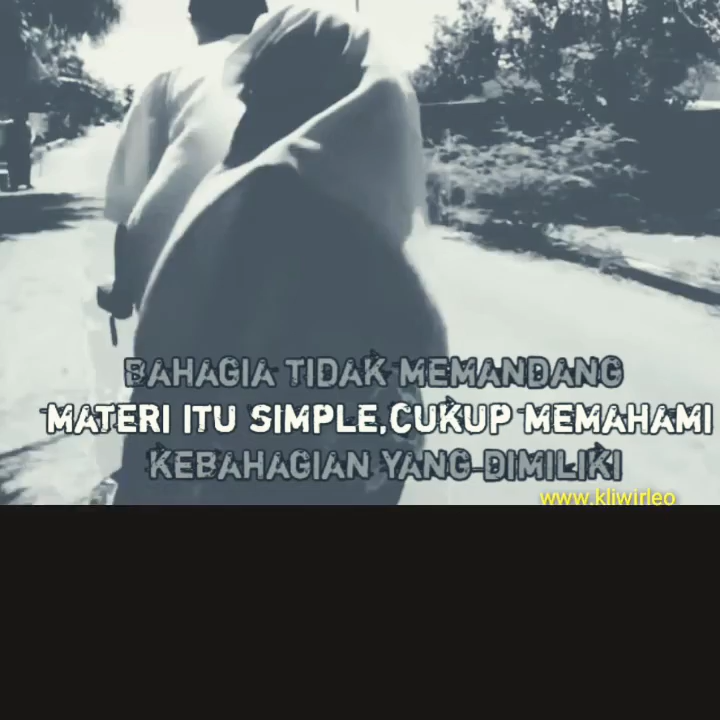 BAHAGIA TIDAK MEMANDANG
MATERI ITU SIMPLE,CUKUP MEMAHAMI
KEBAHAGIAN YANG DIMILIKI
www.kliwirleo